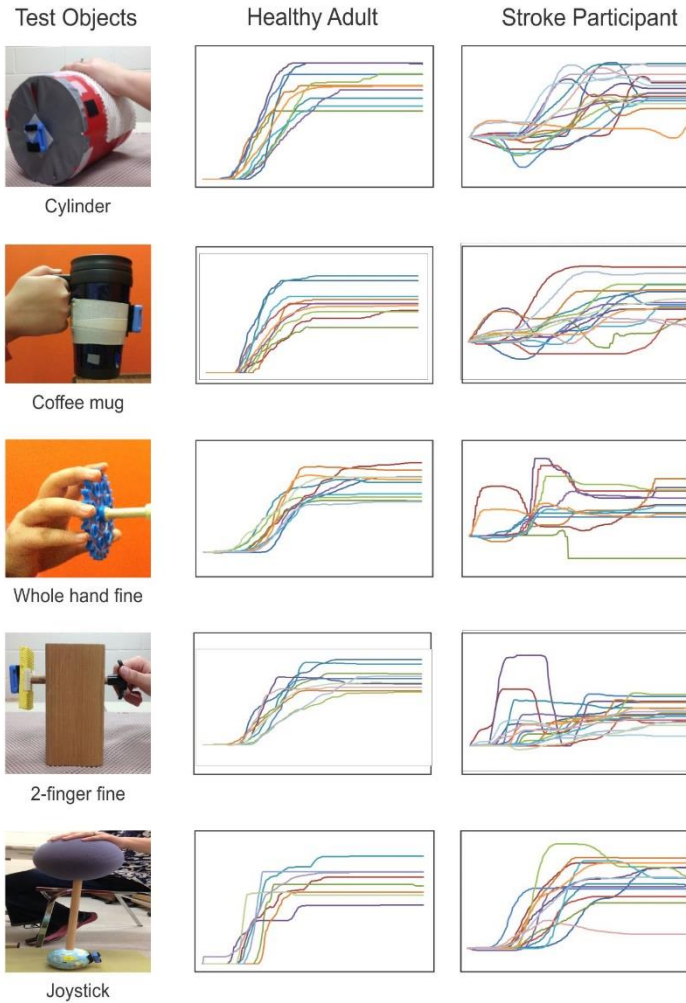 Test Objects
Healthy Adult
Stroke Participant
Cylinder
Coffee mug
Whole hand fine
2-finger fine
Joystick